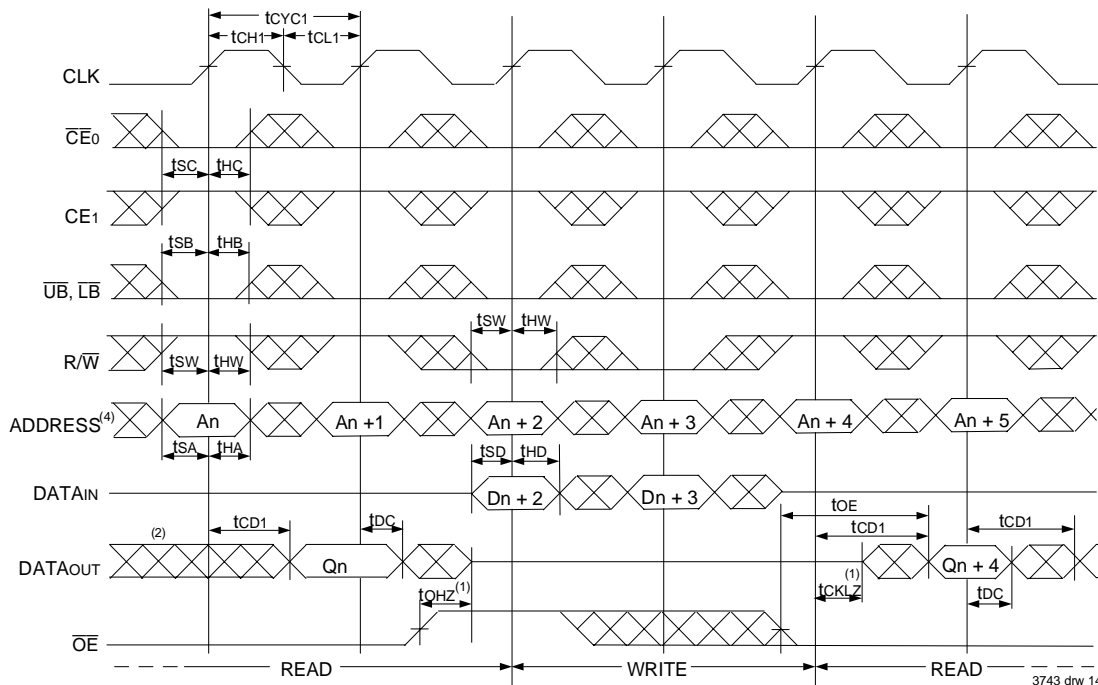 tCYC1
tCH1 tCL1
CLK
CE0
tSC tHC
CE1
tSB tHB
UB, LB
tSW tHW
R/W
tSW tHW
ADDRESS(4) An An +1 An + 2 An + 3 An + 4 An + 5
tSA tHA tSD tHD
DATAIN Dn + 2 Dn + 3
tOE
(2) tCD1 tDC tCD1 tCD1
DATAOUT Qn Qn + 4
tOHZ(1) tCKLZ(1) tDC
OE
READ WRITE READ
3743 drw 14